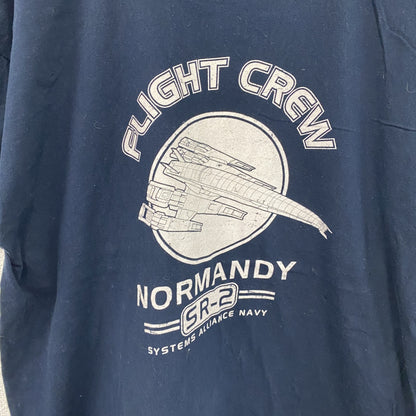 FLIGHT CREW
NORMANDY
SR-2
SYSTEMS ALLIANCE NAVY